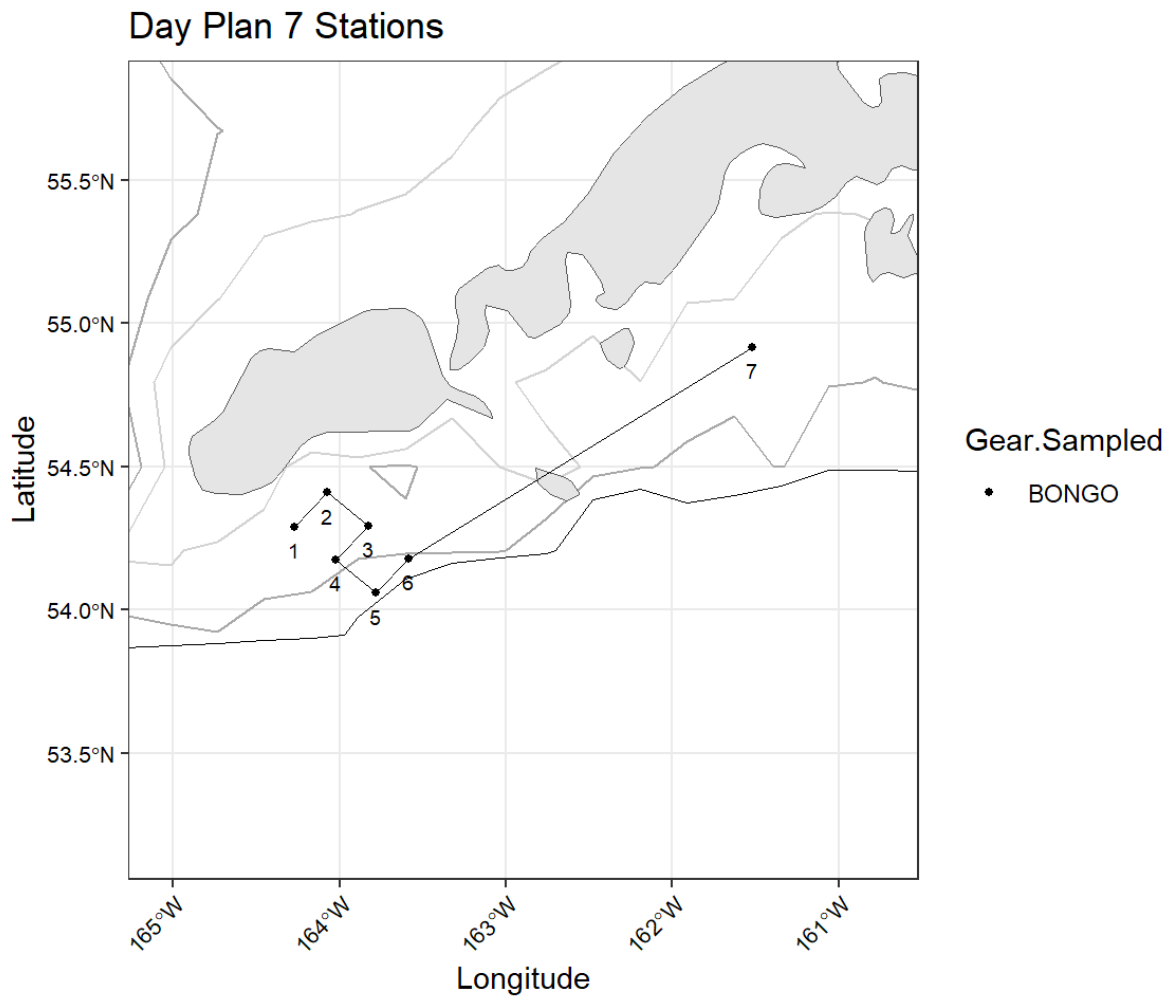 Day Plan 7 Stations
55.5°N
55.0°N
54.5°N
54.0°N
53.5°N
Latitude
1
2
3
4
5
6
7
165°W
164°W
163°W
162°W
161°W
Longitude
Gear.Sampled
BONGO